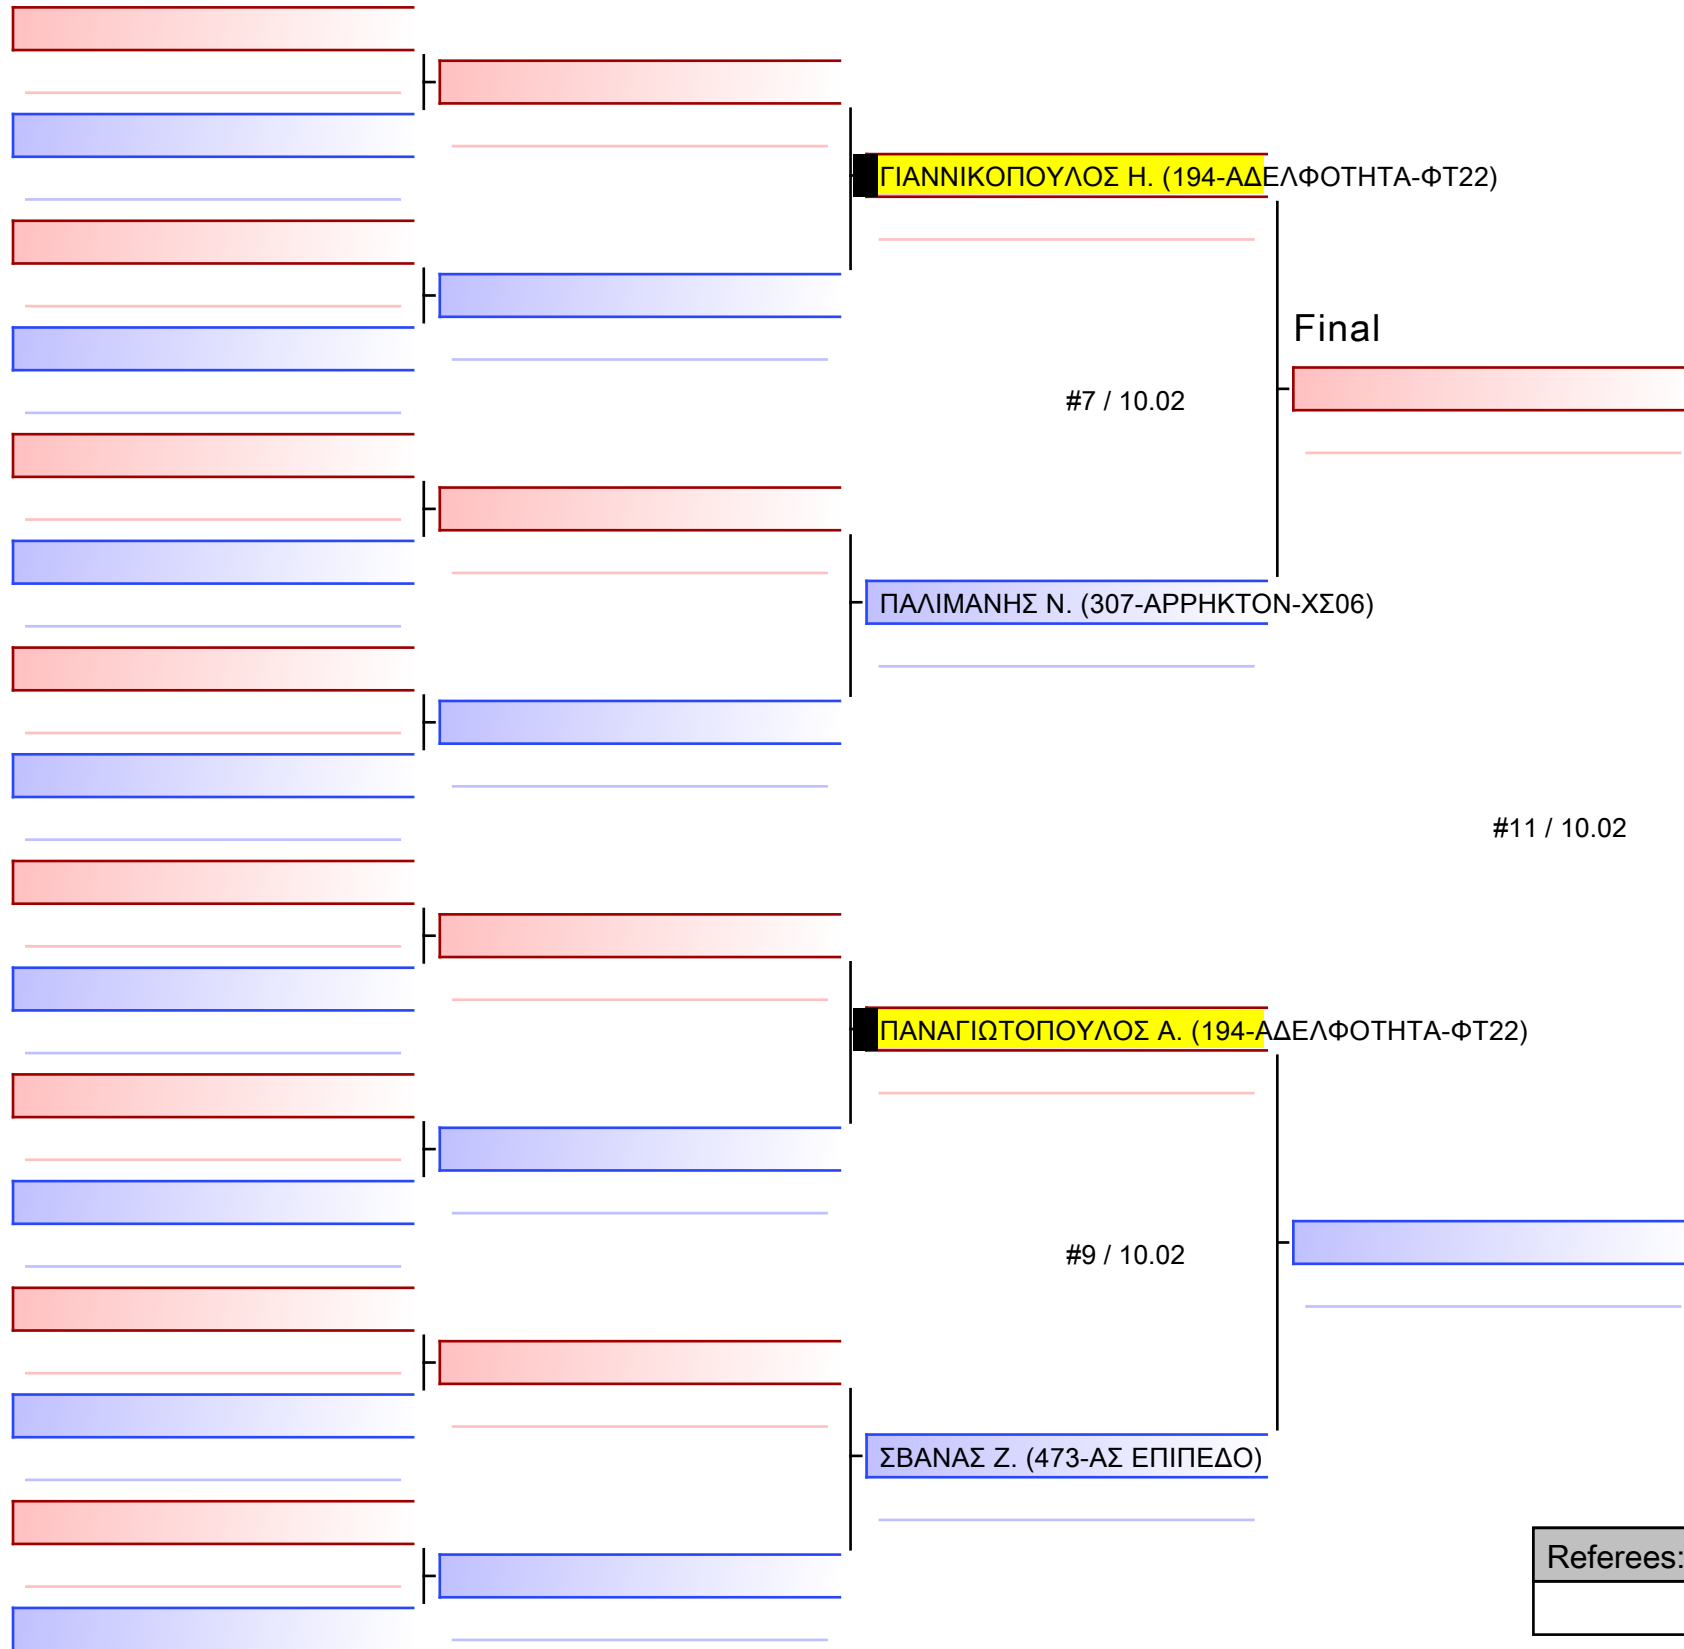 ΓΙΑΝΝΙΚΟΠΟΥΛΟΣ Η. (194-ΑΔΕΛΦΟΤΗΤΑ-ΦΤ22)
Final
#7 / 10.02
ΠΑΛΙΜΑΝΗΣ Ν. (307-ΑΡΡΗΚΤΟΝ-ΧΣ06)
#11 / 10.02
ΠΑΝΑΓΙΩΤΟΠΟΥΛΟΣ Α. (194-ΑΔΕΛΦΟΤΗΤΑ-ΦΤ22)
#9 / 10.02
ΣΒΑΝΑΣ Ζ. (473-ΑΣ ΕΠΙΠΕΔΟ)
Referees: